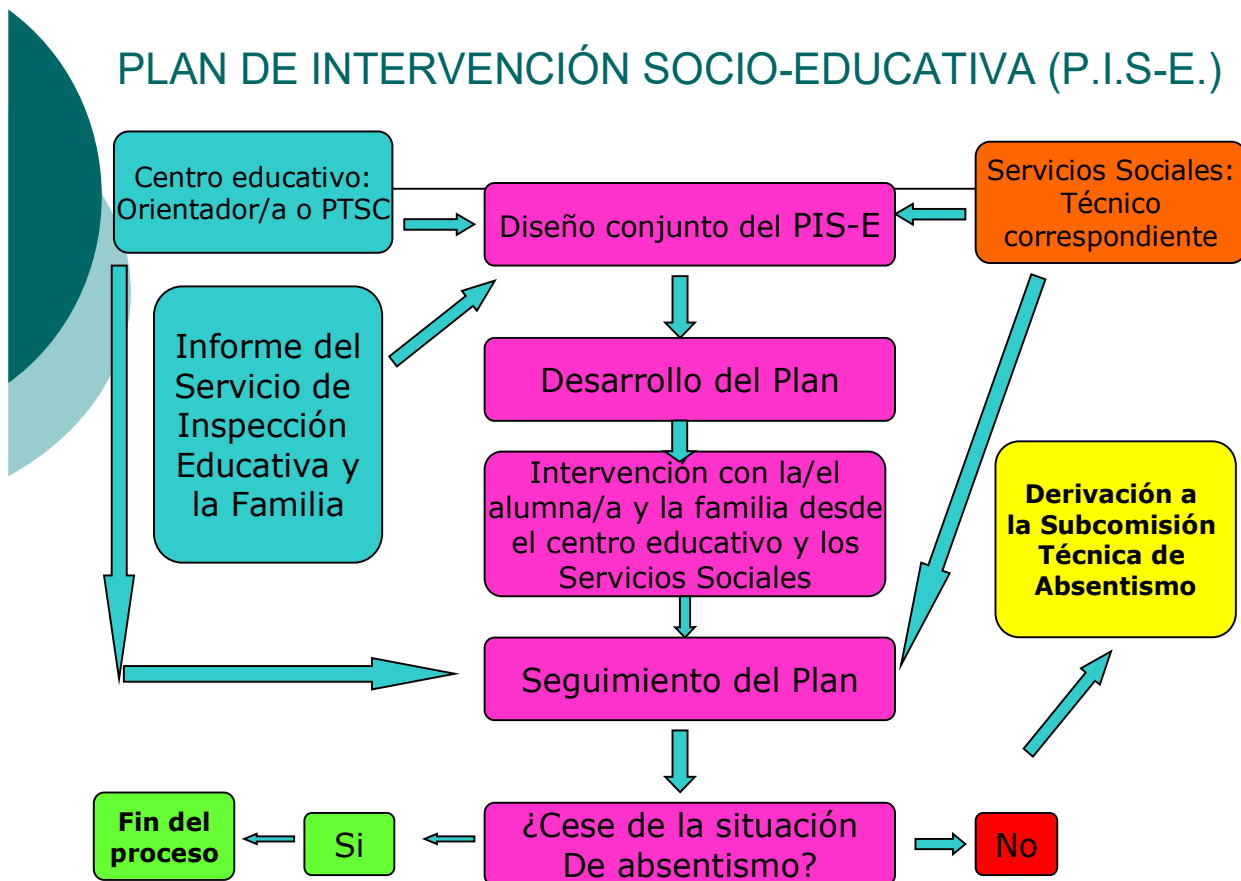 PLAN DE INTERVENCIÓN SOCIO-EDUCATIVA (P.I.S-E.)
Centro educativo:
Orientador/a o PTSC
Diseño conjunto del PIS-E
Servicios Sociales:
Técnico
correspondiente
Informe del
Servicio de
Inspección
Educativa y
la Familia
Desarrollo del Plan
Intervención con la/el
alumna/a y la familia desde
el centro educativo y los
Servicios Sociales
Derivación a
la Subcomisión
Técnica de
Absentismo
Seguimiento del Plan
Fin del
proceso
Si
¿Cese de la situación
De absentismo?
No